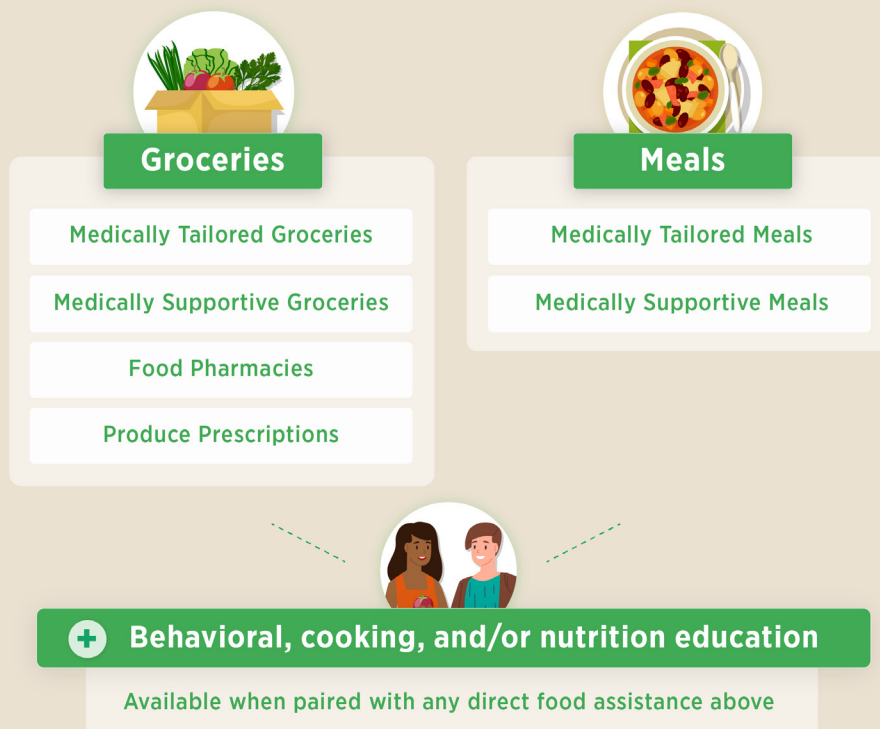 Groceries
Medically Tailored Groceries
Medically Supportive Groceries
Food Pharmacies
Produce Prescriptions
Meals
Medically Tailored Meals
Medically Supportive Meals
Behavioral, cooking, and/or nutrition education
Available when paired with any direct food assistance above